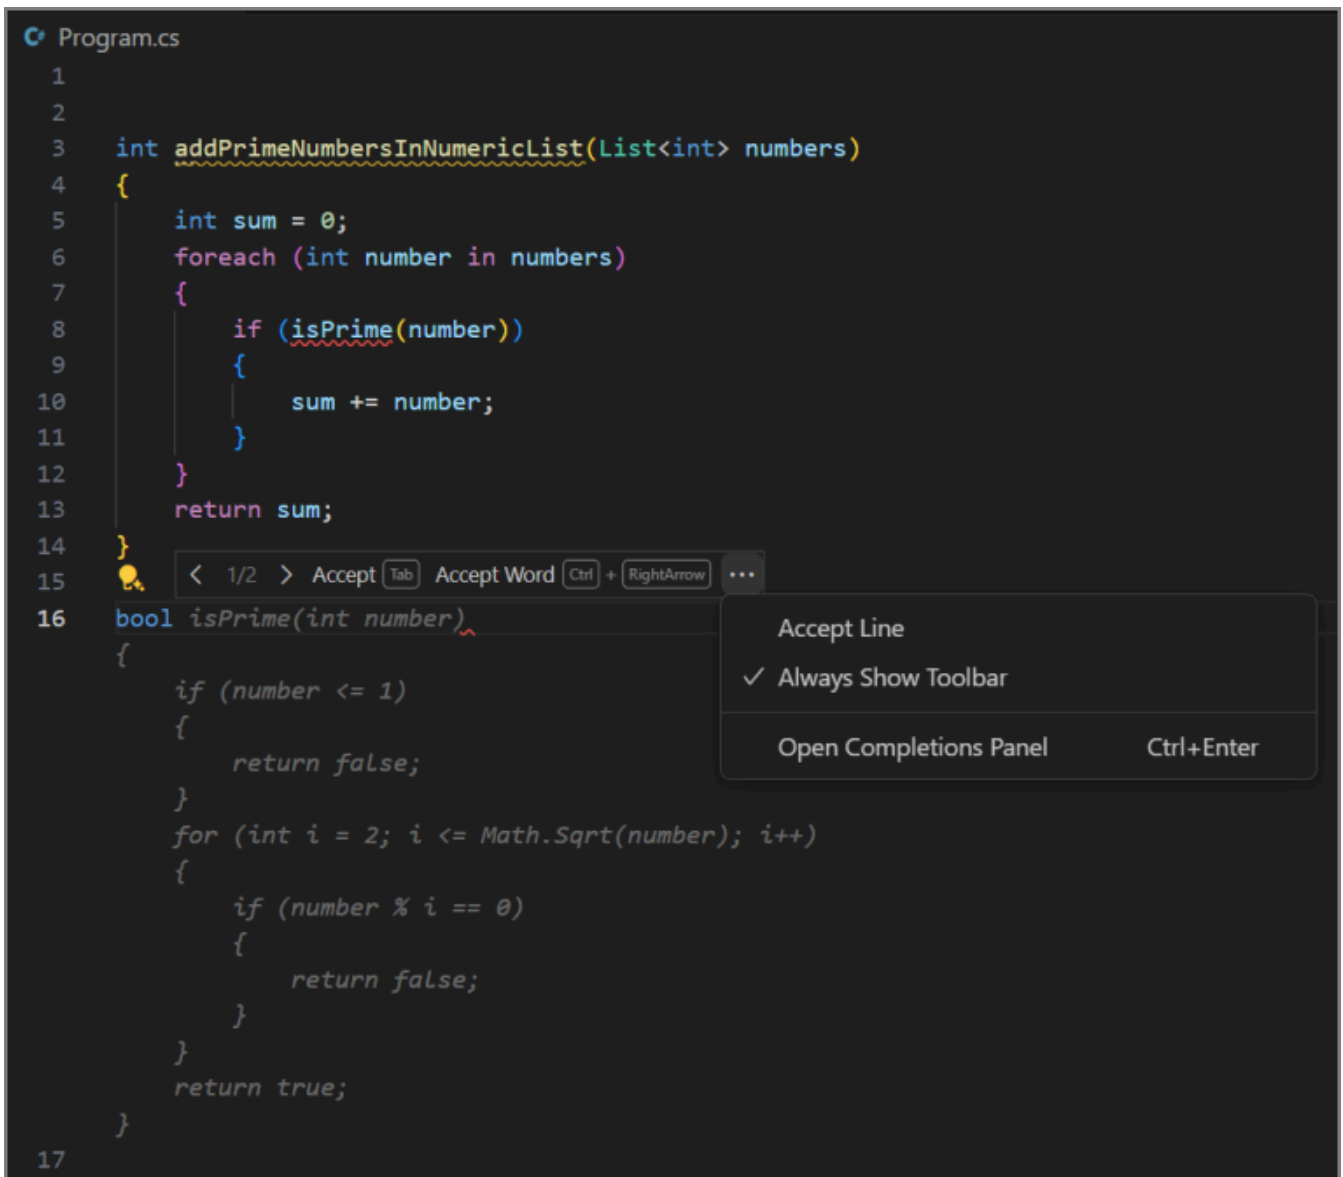 C# Program.cs
1
2
3 int addPrimeNumbersInNumericList(List<int> numbers)
4 {
5 int sum = 0;
6 foreach (int number in numbers)
7 {
8 if (isPrime(number))
9 {
10 sum += number;
11 }
12 }
13 return sum;
14 }
15 < 1/2 > Accept Tab Accept Word Ctrl + RightArrow ...
16 bool isPrime(int number)
{
if (number <= 1)
{
return false;
}
for (int i = 2; i <= Math.Sqrt(number); i++)
{
if (number % i == 0)
{
return false;
}
}
return true;
}
17
Accept Line
✓ Always Show Toolbar
Open Completions Panel Ctrl+Enter